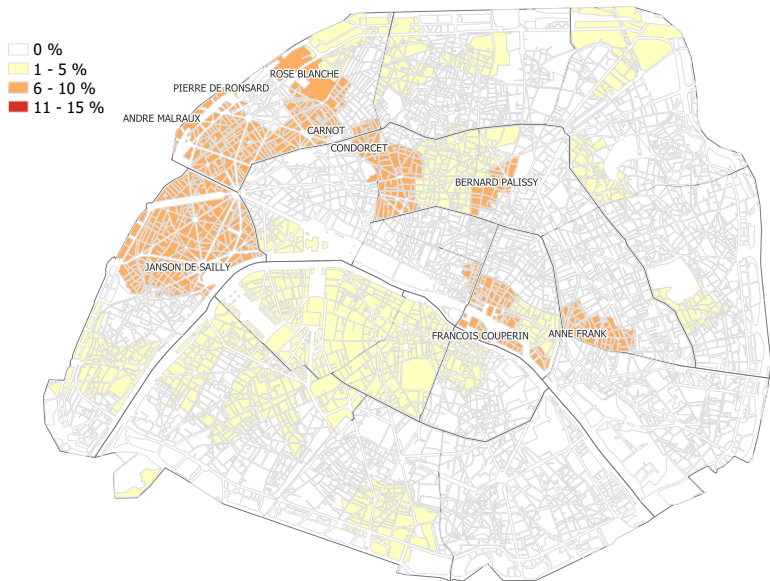 0 %
1 - 5 %
6 - 10 %
11 - 15 %
ROSE BLANCHE
PIERRE DE RONSARD
ANDRE MALRAUX
CARNOT
CONDORCET
BERNARD PALISSY
JANSON DE SAILLY
FRANCOIS COUPERIN
ANNE FRANK